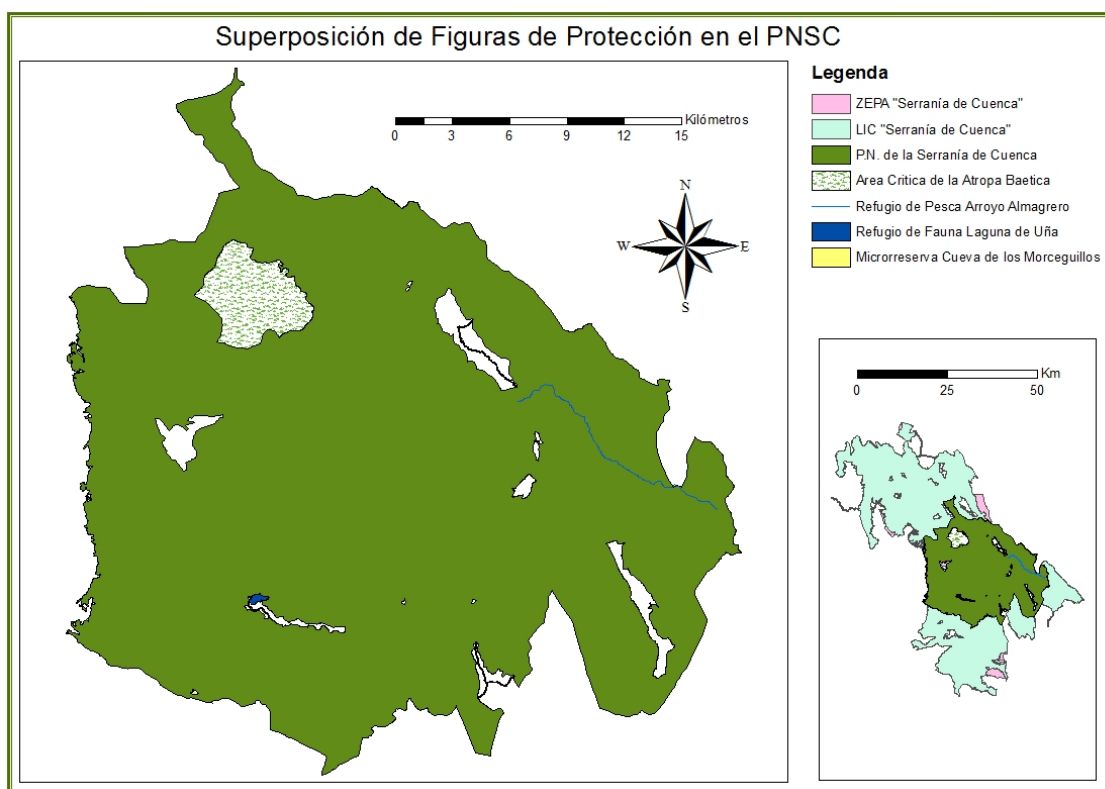 Superposición de Figuras de Protección en el PNSC
Kilómetros
0 3 6 9 12 15
N
W E
S
Legenda
ZEPA "Serranía de Cuenca"
LIC "Serranía de Cuenca"
P.N. de la Serranía de Cuenca
Area Critica de la Atropa Baetica
Refugio de Pesca Arroyo Almagrero
Refugio de Fauna Laguna de Uña
Microrreserva Cueva de los Morceguillos
Km
0 25 50